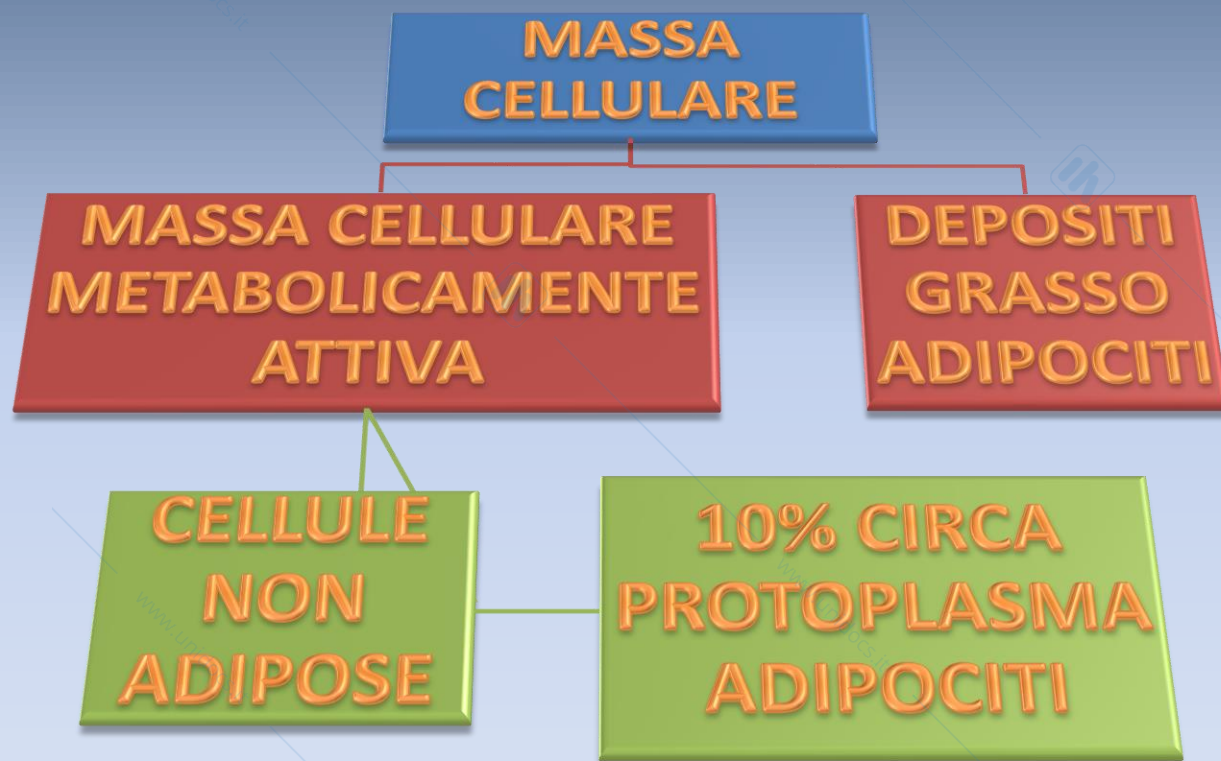 MASSA
CELLULARE
MASSA CELLULARE
METABOLICAMENTE
ATTIVA
DEPOSITI
GRASSO
ADIPOCITI
CELLULE
NON
ADIPOSE
10% CIRCA
PROTOPLASMA
ADIPOCITI